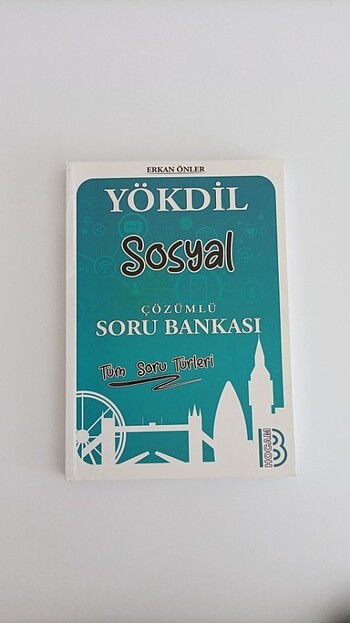 ERKAN ÖNLER
YÖKDİL
Sosyal
ÇÖZÜMLÜ
SORU BANKASI
Tüm Soru Türleri
HOCAM
B